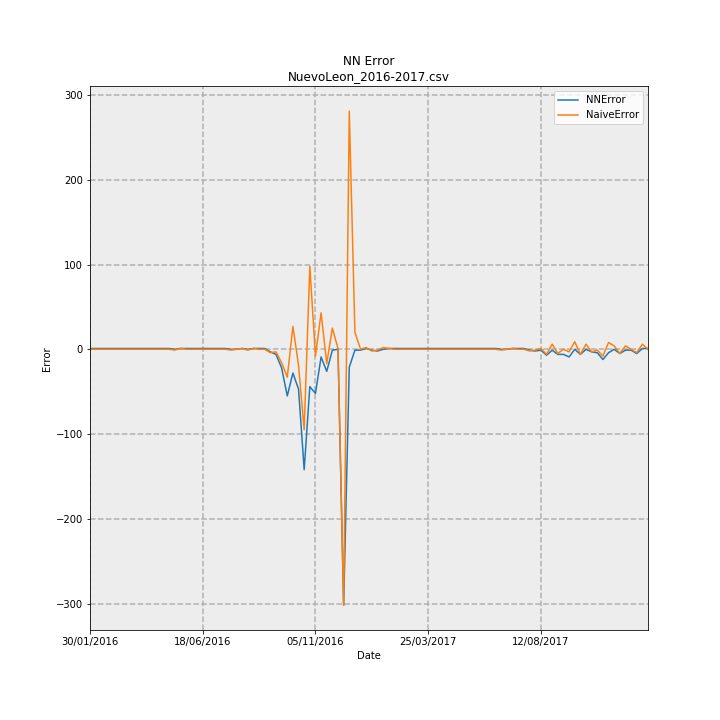 NN Error
NuevoLeon_2016-2017.csv
NNError
NaiveError
300
200
100
0
−100
−200
−300
Error
30/01/2016
18/06/2016
05/11/2016
25/03/2017
12/08/2017
Date